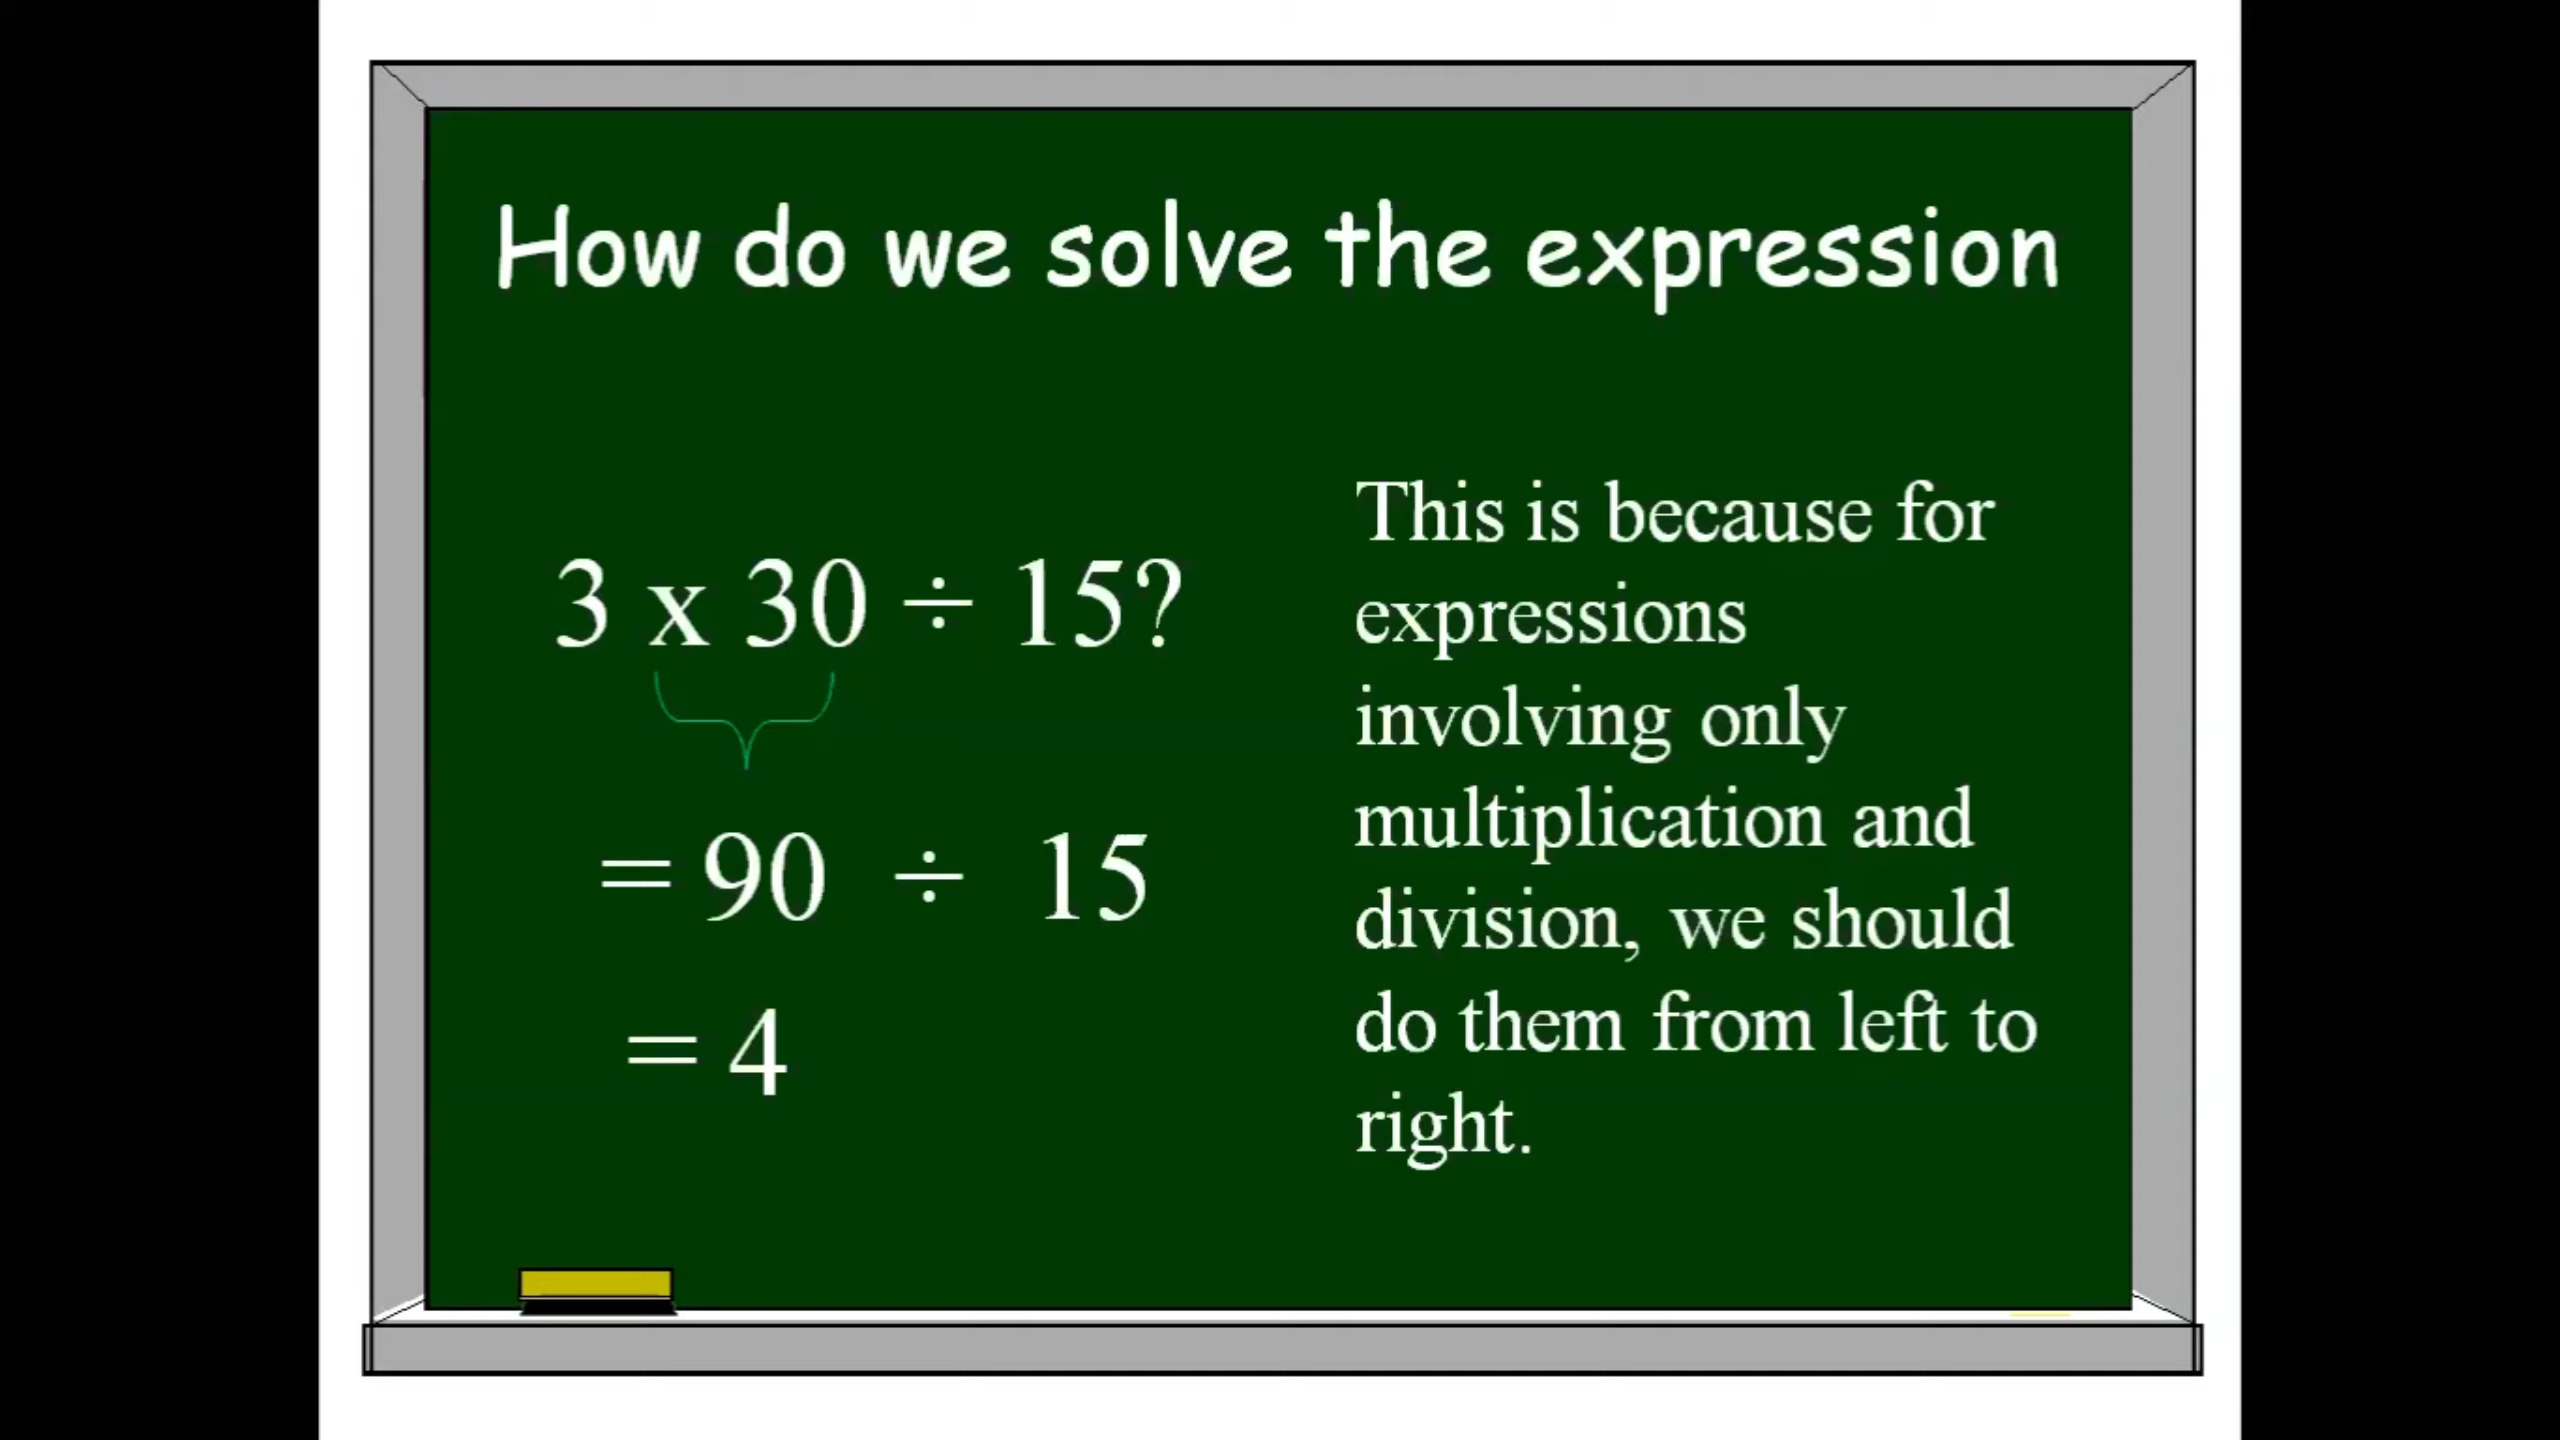 How do we solve the expression
3 x 30 ÷ 15?
= 90 ÷ 15
= 4
This is because for
expressions
involving only
multiplication and
division, we should
do them from left to
right.